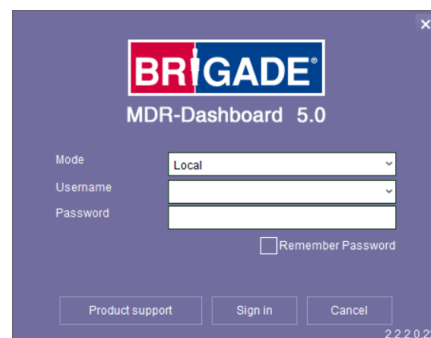 BRIGADE®
MDR-Dashboard 5.0
Mode Local
Username
Password
Remember Password
Product support Sign in Cancel